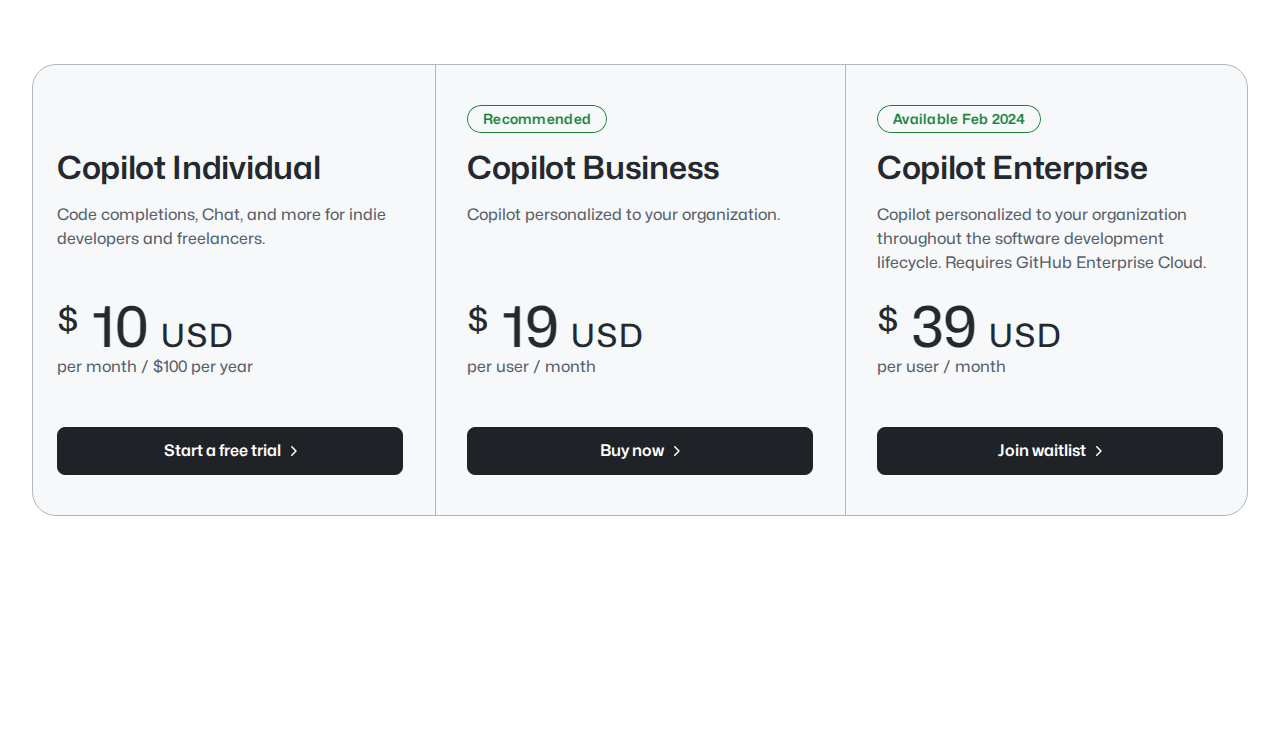 Copilot Individual
Code completions, Chat, and more for indie
developers and freelancers.
$ 10 USD
per month / $100 per year
Start a free trial
Recommended
Copilot Business
Copilot personalized to your organization.
$ 19 USD
per user / month
Buy now
Available Feb 2024
Copilot Enterprise
Copilot personalized to your organization
throughout the software development
lifecycle. Requires GitHub Enterprise Cloud.
$ 39 USD
per user / month
Join waitlist